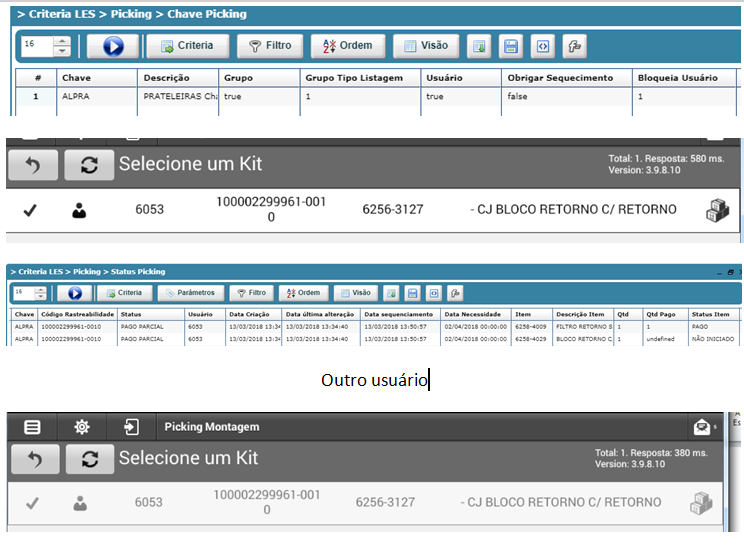 > Criteria LES > Picking > Chave Picking
16 Criteria Filtro Ordem Visão
# Chave Descrição Grupo Grupo Tipo Listagem Usuário Obrigar Sequecimento Bloqueia Usuário
1 ALPRA PRATELEIRAS Cha true 1 true false 1
Selecione um Kit
Total: 1. Resposta: 580 ms.
Version: 3.9.8.10
6053 100002299961-001 6256-3127 - CJ BLOCO RETORNO C/ RETORNO
0
> Criteria LES > Picking > Status Picking
16 Criteria Parâmetros Filtro Ordem Visão
Chave Código Rastreabilidade Status Usuário Data Criação Data última alteração Data sequenciamento Data Necessidade Item Descrição Item Qtd Qtd Pago Status Item
ALPRA 100002299961-0010 PAGO PARCIAL 6053 13/03/2018 13:34 13/03/2018 13:34:40 13/03/2018 13:50:57 02/04/2018 00:00:00 6258-4009 FILTRO RETORNO S 1 1 PAGO
ALPRA 100002299961-0010 PAGO PARCIAL 6053 13/03/2018 13:34 13/03/2018 13:34:40 13/03/2018 13:50:57 02/04/2018 00:00:00 6258-4029 BLOCO RETORNO C 1 undefined NÃO INICIADO
Outro usuário
Picking Montagem
Selecione um Kit
Total: 1. Resposta: 380 ms.
Version: 3.9.8.10
6053 100002299961-001 6256-3127 - CJ BLOCO RETORNO C/ RETORNO
0